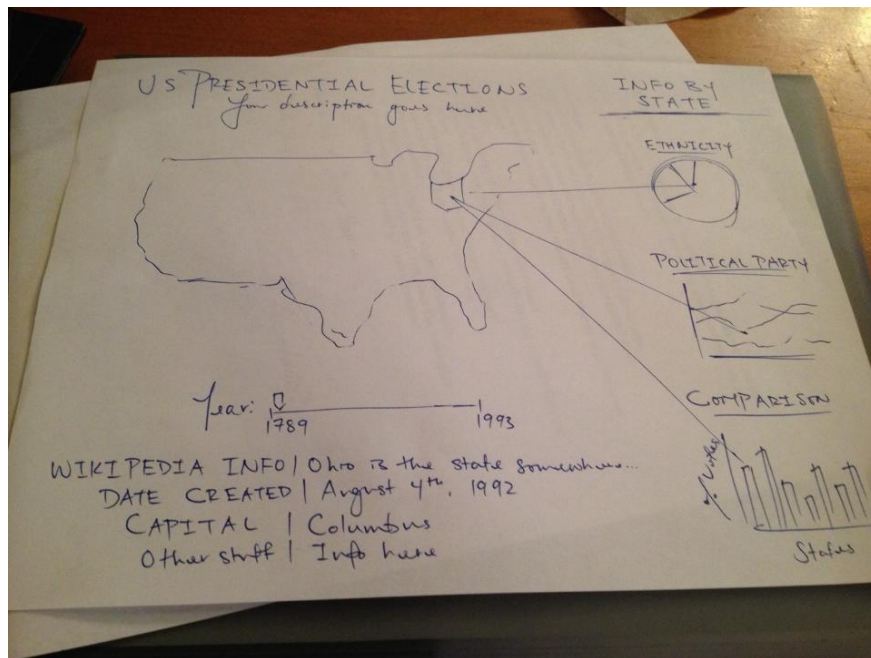 US PRESIDENTIAL ELECTIONS
Your description goes here
INFO BY
STATE
ETHNICITY
POLITICAL PARTY
COMPARISON
% Votes
States
Year:
1789
1993
WIKIPEDIA INFO | Ohio is the state somewhere...
DATE CREATED | August 4th, 1992
CAPITAL | Columbus
Other stuff | Info here